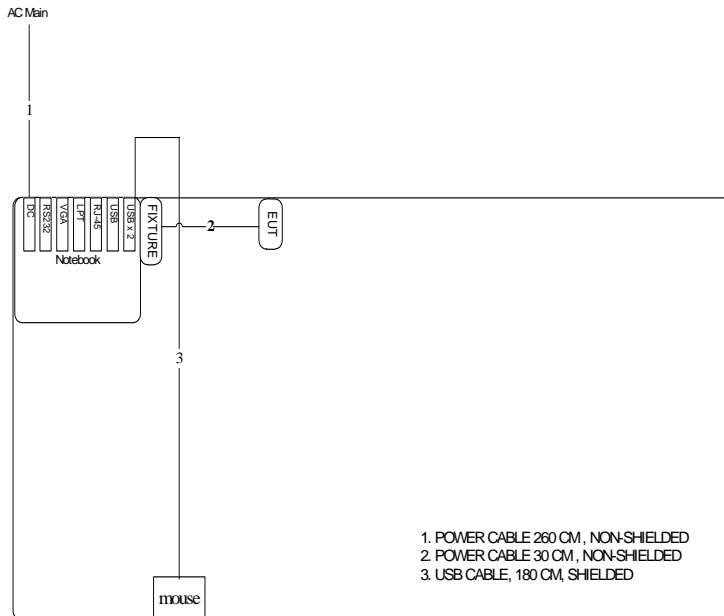 AC Main
1
DC
RS232
VGA
LPT
RJ-45
USB
USB x 2
FIXTURE
2
EUT
Notebook
3
mouse
1. POWER CABLE 260 CM , NON-SHIELDED
2. POWER CABLE 30 CM , NON-SHIELDED
3. USB CABLE, 180 CM, SHIELDED